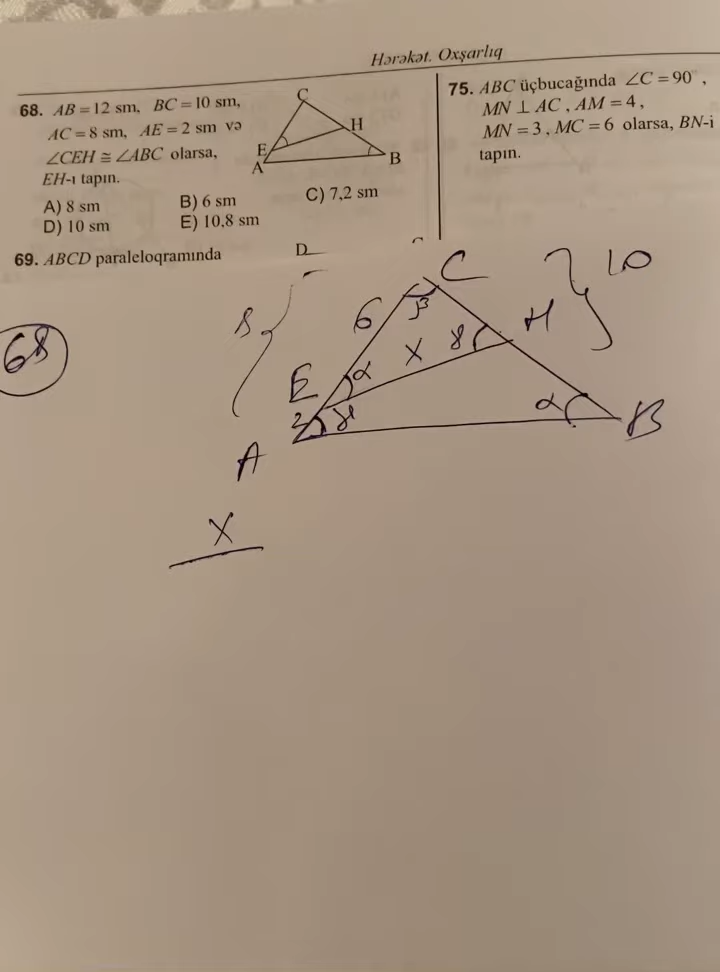 Hərəkət. Oxşarlıq
68. AB = 12 sm, BC = 10 sm,
AC = 8 sm, AE = 2 sm və
∠CEH ≅ ∠ABC olarsa,
EH-ı tapın.
A) 8 sm B) 6 sm C) 7,2 sm
D) 10 sm E) 10,8 sm
C
H
E
A
B
69. ABCD paraleloqramında
D
75. ABC üçbucağında ∠C = 90°,
MN ⊥ AC, AM = 4,
MN = 3, MC = 6 olarsa, BN-i
tapın.
68
C
10
8
6
β
H
γ
X
E
α
2
γ
α
A
B
X